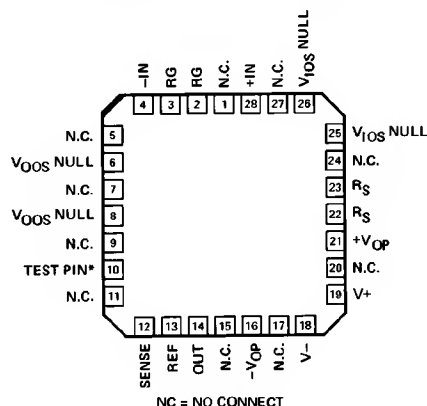 -IN RG RG N.C. +IN N.C. VIOS NULL
4 3 2 1 28 27 26
N.C. 5 25 VIOS NULL
VOOS NULL 6 24 N.C.
N.C. 7 23 RS
VOOS NULL 8 22 RS
N.C. 9 21 +VOP
TEST PIN* 10 20 N.C.
N.C. 11 19 V+
12 13 14 15 16 17 18
SENSE REF OUT N.C. -VOP N.C. V-
NC = NO CONNECT